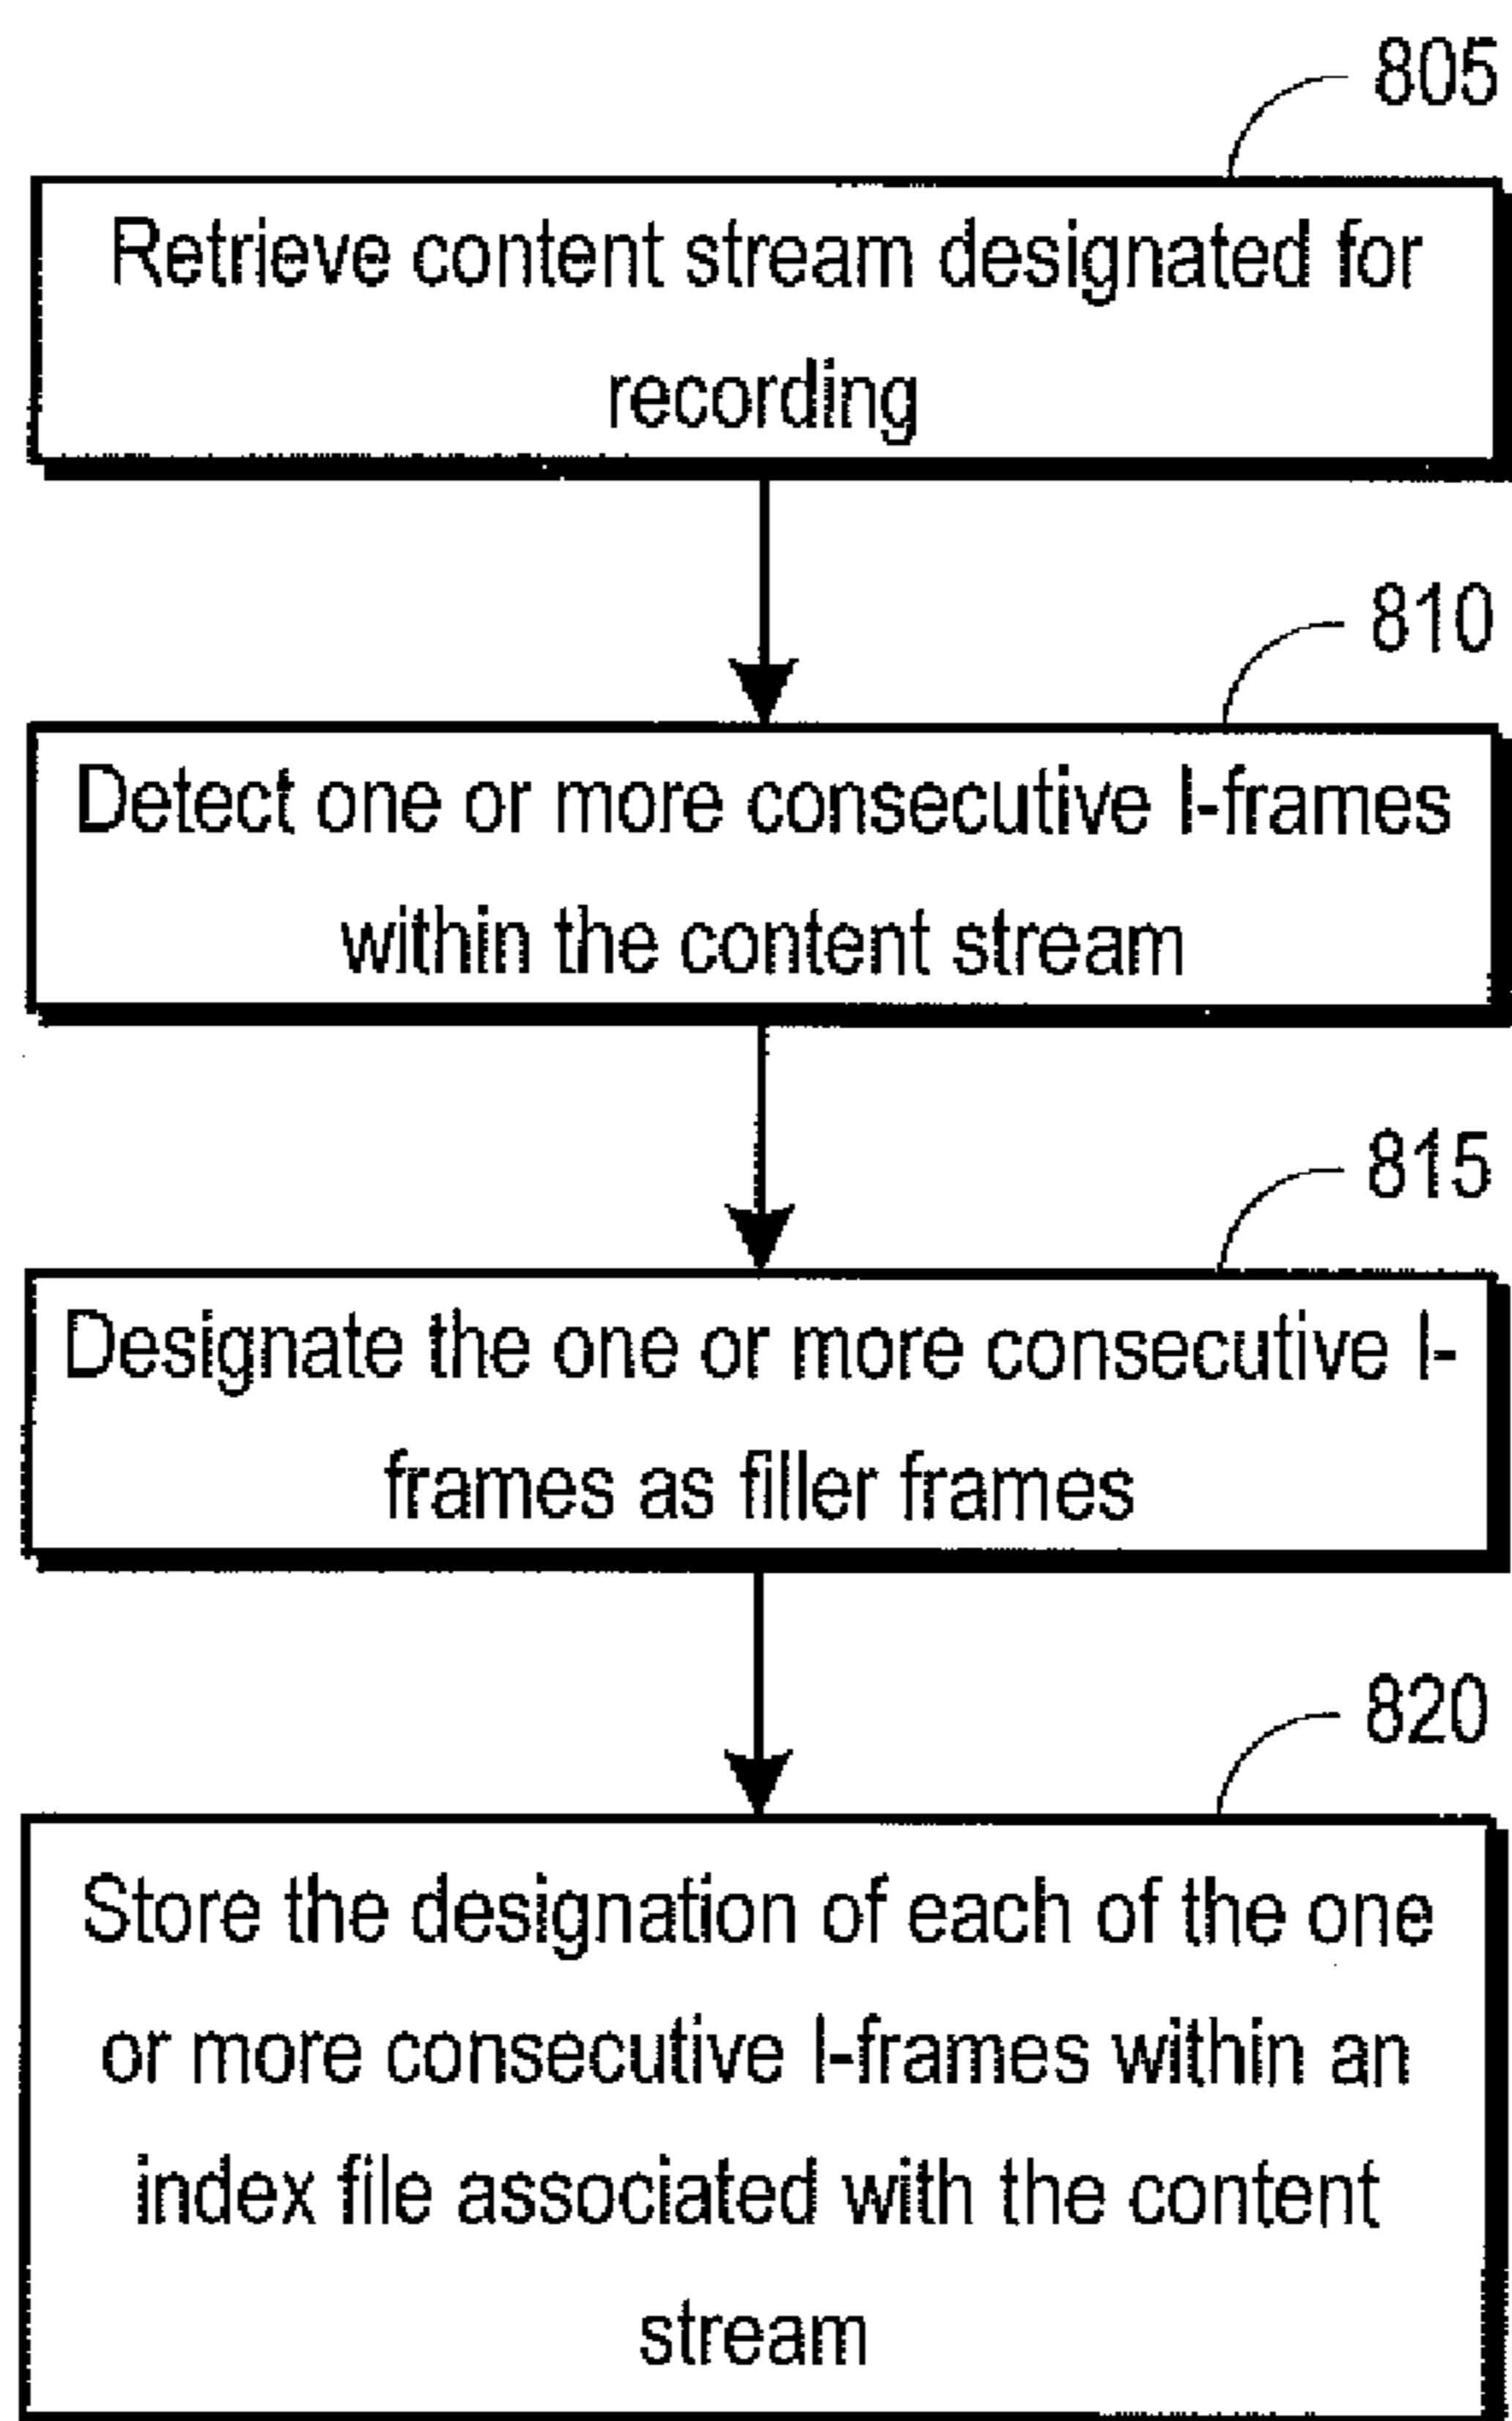 805
Retrieve content stream designated for
recording
810
Detect one or more consecutive I-frames
within the content stream
815
Designate the one or more consecutive I-
frames as filler frames
820
Store the designation of each of the one
or more consecutive I-frames within an
index file associated with the content
stream